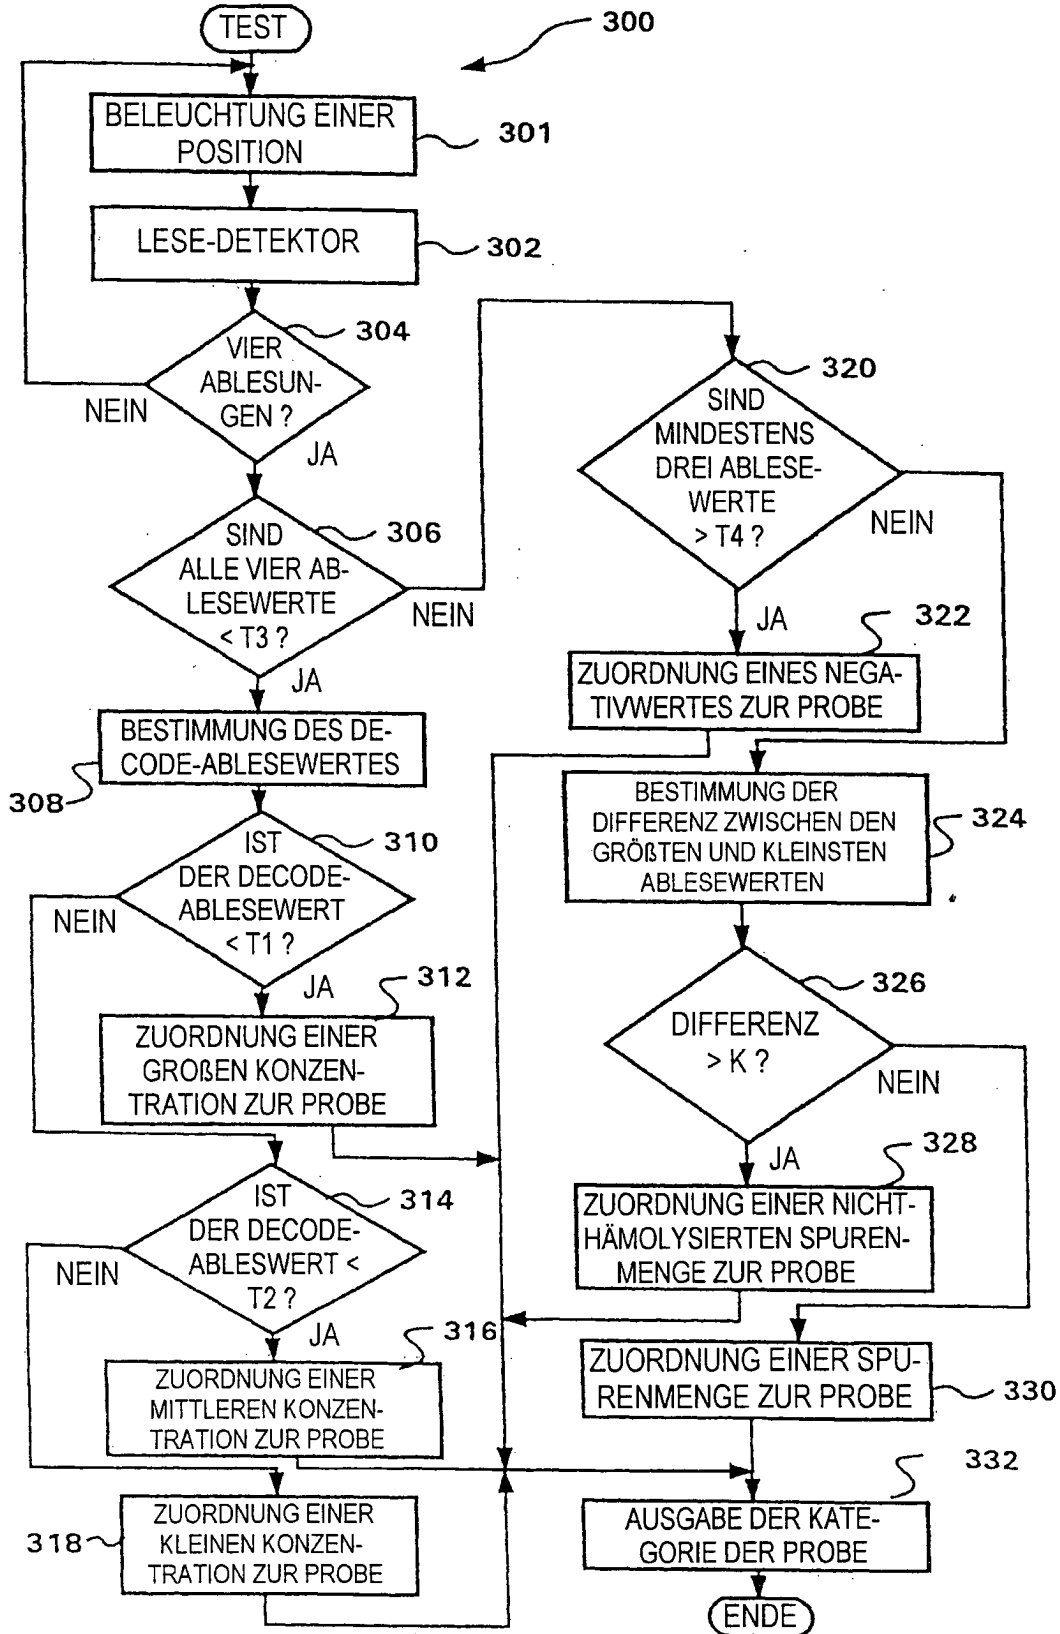 TEST
300
BELEUCHTUNG EINER
POSITION
301
LESE-DETEKTOR
302
VIER
ABLESUN-
GEN ?
304
NEIN
JA
SIND
ALLE VIER AB-
LESEWERTE
< T3 ?
306
NEIN
JA
BESTIMMUNG DES DE-
CODE-ABLESEWERTES
308
IST
DER DECODE-
ABLESEWERT
< T1 ?
310
NEIN
JA
ZUORDNUNG EINER
GROßEN KONZEN-
TRATION ZUR PROBE
312
IST
DER DECODE-
ABLESWERT <
T2 ?
314
NEIN
JA
ZUORDNUNG EINER
MITTLEREN KONZEN-
TRATION ZUR PROBE
316
ZUORDNUNG EINER
KLEINEN KONZEN-
TRATION ZUR PROBE
318
SIND
MINDESTENS
DREI ABLESE-
WERTE
> T4 ?
320
NEIN
JA
ZUORDNUNG EINES NEGA-
TIVWERTES ZUR PROBE
322
BESTIMMUNG DER
DIFFERENZ ZWISCHEN DEN
GRÖßTEN UND KLEINSTEN
ABLESEWERTEN
324
DIFFERENZ
> K ?
326
NEIN
JA
ZUORDNUNG EINER NICHT-
HÄMOLYSIERTEN SPUREN-
MENGE ZUR PROBE
328
ZUORDNUNG EINER SPU-
RENMENGE ZUR PROBE
330
AUSGABE DER KATE-
GORIE DER PROBE
332
ENDE